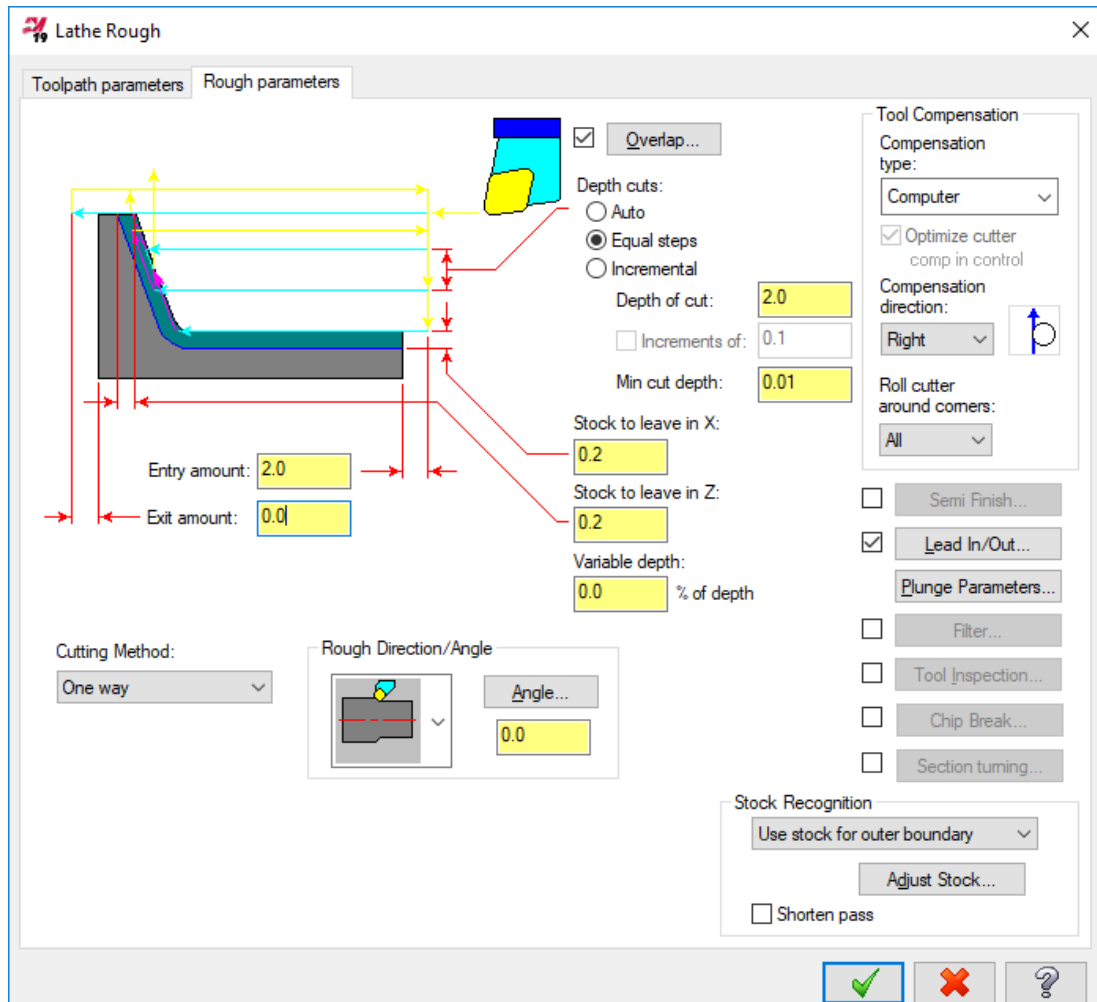 19 Lathe Rough
Toolpath parameters
Rough parameters
Overlap...
Depth cuts:
Auto
Equal steps
Incremental
Depth of cut: 2.0
Increments of: 0.1
Min cut depth: 0.01
Stock to leave in X:
0.2
Stock to leave in Z:
0.2
Variable depth:
0.0 % of depth
Entry amount: 2.0
Exit amount: 0.0
Cutting Method:
One way
Rough Direction/Angle
Angle...
0.0
Tool Compensation
Compensation
type:
Computer
Optimize cutter
comp in control
Compensation
direction:
Right
Roll cutter
around corners:
All
Semi Finish...
Lead In/Out...
Plunge Parameters...
Filter...
Tool Inspection...
Chip Break...
Section turning...
Stock Recognition
Use stock for outer boundary
Adjust Stock...
Shorten pass